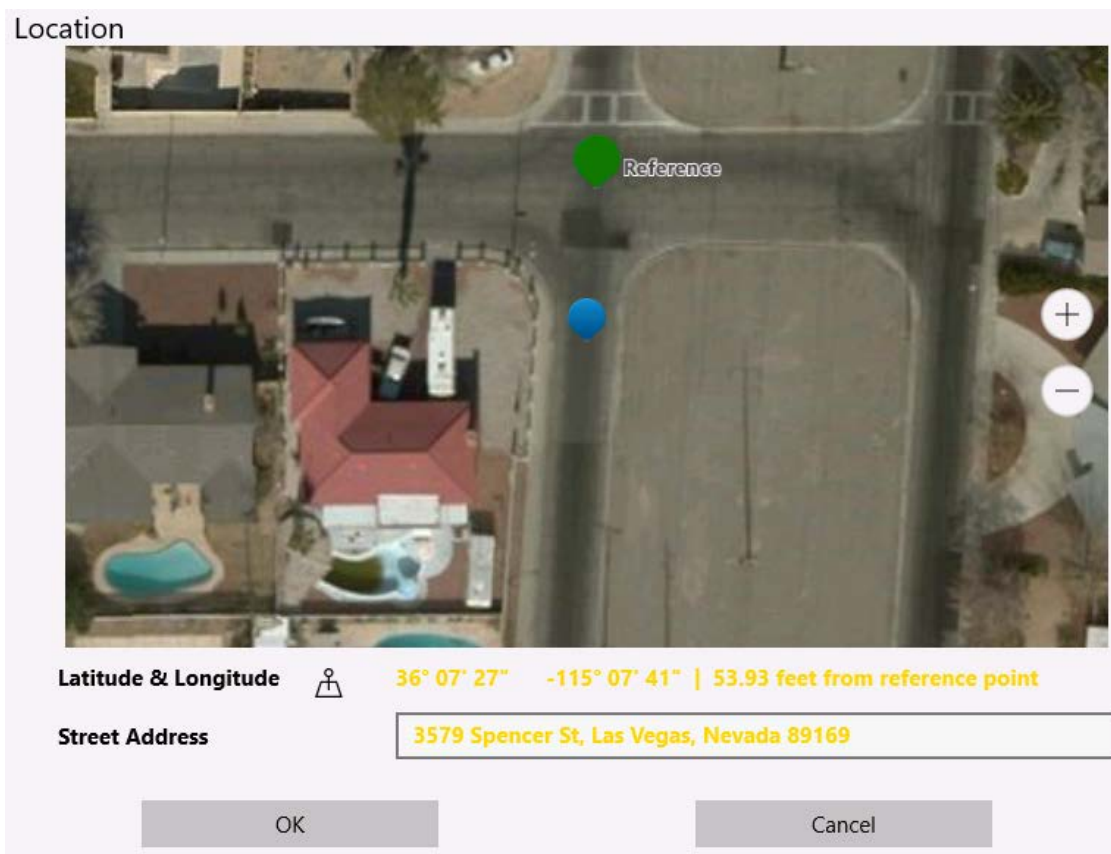 Location
Reference
+
−
Latitude & Longitude 36° 07' 27" -115° 07' 41" | 53.93 feet from reference point
Street Address 3579 Spencer St, Las Vegas, Nevada 89169
OK Cancel